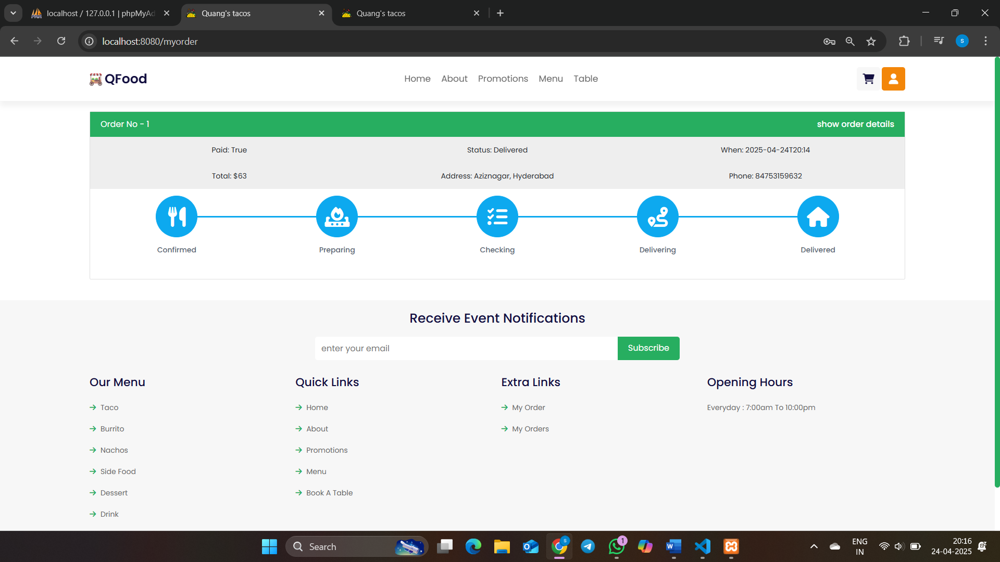 localhost / 127.0.0.1 | phpMyAd
Quang's tacos
Quang's tacos
localhost:8080/myorder
S
QFood
Home
About
Promotions
Menu
Table
Order No - 1
show order details
Paid: True
Status: Delivered
When: 2025-04-24T20:14
Total: $63
Address: Aziznagar, Hyderabad
Phone: 84753159632
Confirmed
Preparing
Checking
Delivering
Delivered
Receive Event Notifications
enter your email
Subscribe
Our Menu
Taco
Burrito
Nachos
Side Food
Dessert
Drink
Quick Links
Home
About
Promotions
Menu
Book A Table
Extra Links
My Order
My Orders
Opening Hours
Everyday : 7:00am To 10:00pm
Search
1
ENG
IN
20:16
24-04-2025